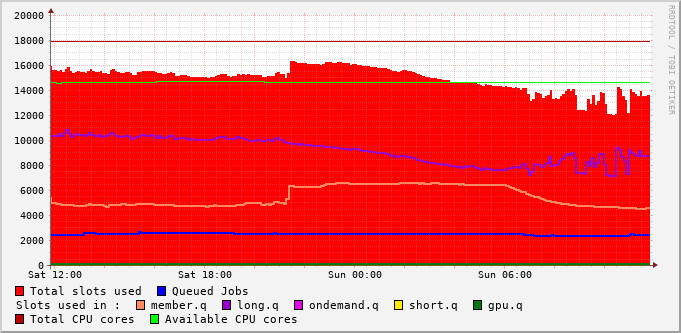 20000
18000
16000
14000
12000
10000
8000
6000
4000
2000
0
Sat 12:00 Sat 18:00 Sun 00:00 Sun 06:00
RRDTOOL / TOBI OETIKER
Total slots used Queued Jobs
Slots used in : member.q long.q ondemand.q short.q gpu.q
Total CPU cores Available CPU cores